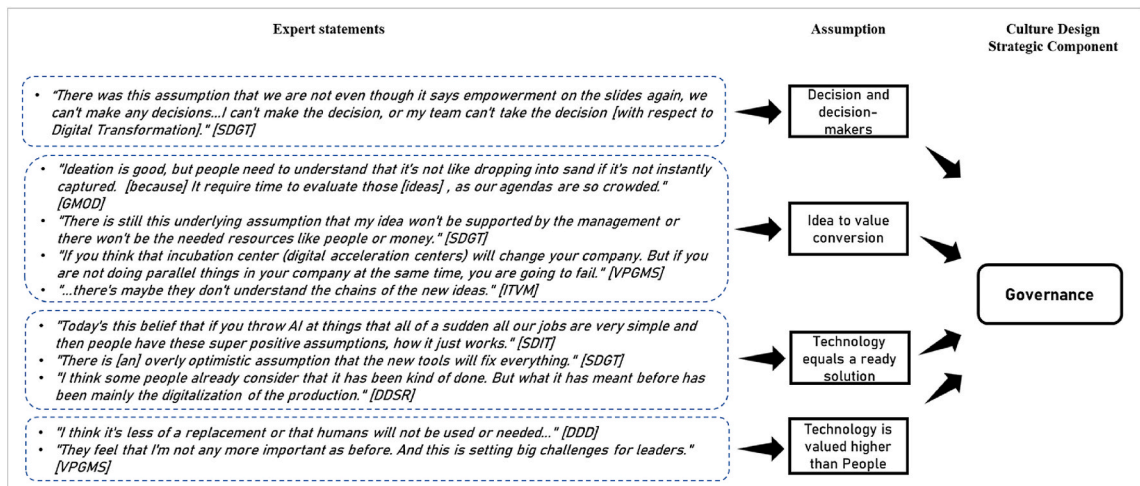 Expert statements
Assumption
Culture Design
Strategic Component
• "There was this assumption that we are not even though it says empowerment on the slides again, we
can't make any decisions...I can't make the decision, or my team can't take the decision [with respect to
Digital Transformation]." [SDGT]
Decision and
decision-
makers
• "Ideation is good, but people need to understand that it's not like dropping into sand if it's not instantly
captured. [because] It require time to evaluate those [ideas] , as our agendas are so crowded."
[GMOD]
• "There is still this underlying assumption that my idea won't be supported by the management or
there won't be the needed resources like people or money." [SDGT]
• "If you think that incubation center (digital acceleration centers) will change your company. But if you
are not doing parallel things in your company at the same time, you are going to fail." [VPGMS]
• "...there's maybe they don't understand the chains of the new ideas." [ITVM]
Idea to value
conversion
Governance
• "Today's this belief that if you throw AI at things that all of a sudden all our jobs are very simple and
then people have these super positive assumptions, how it just works." [SDIT]
• "There is [an] overly optimistic assumption that the new tools will fix everything." [SDGT]
• "I think some people already consider that it has been kind of done. But what it has meant before has
been mainly the digitalization of the production." [DDSR]
Technology
equals a ready
solution
• "I think it's less of a replacement or that humans will not be used or needed..." [DDD]
• "They feel that I'm not any more important as before. And this is setting big challenges for leaders."
[VPGMS]
Technology is
valued higher
than People